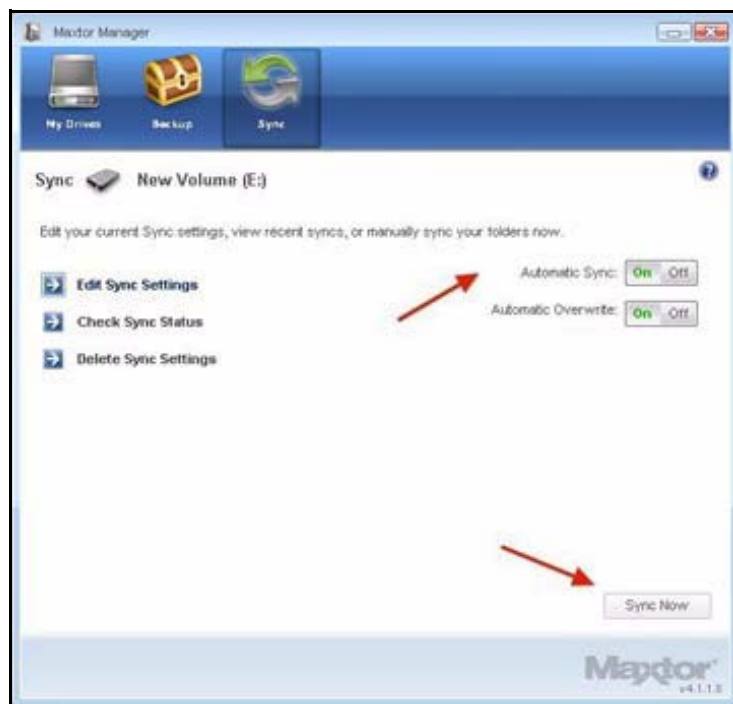 Maxtor Manager
My Drives Backup Sync
Sync New Volume (E:)
Edit your current Sync settings, view recent syncs, or manually sync your folders now.
Automatic Sync: On Off
Edit Sync Settings
Automatic Overwrite: On Off
Check Sync Status
Delete Sync Settings
Sync Now
Maxtor